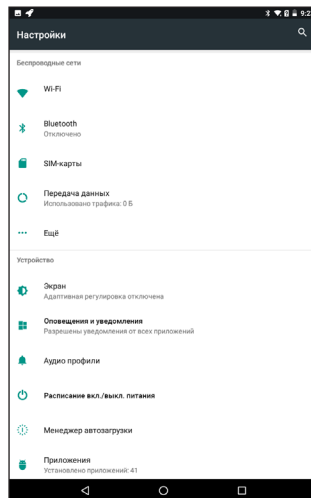 9:2
Настройки
Беспроводные сети
Wi-Fi
Bluetooth
Отключено
SIM-карты
Передача данных
Использовано трафика: 0 Б
Ещё
Устройство
Экран
Адаптивная регулировка отключена
Оповещения и уведомления
Разрешены уведомления от всех приложений
Аудио профили
Расписание вкл./выкл. питания
Менеджер автозагрузки
Приложения
Установлено приложений: 41